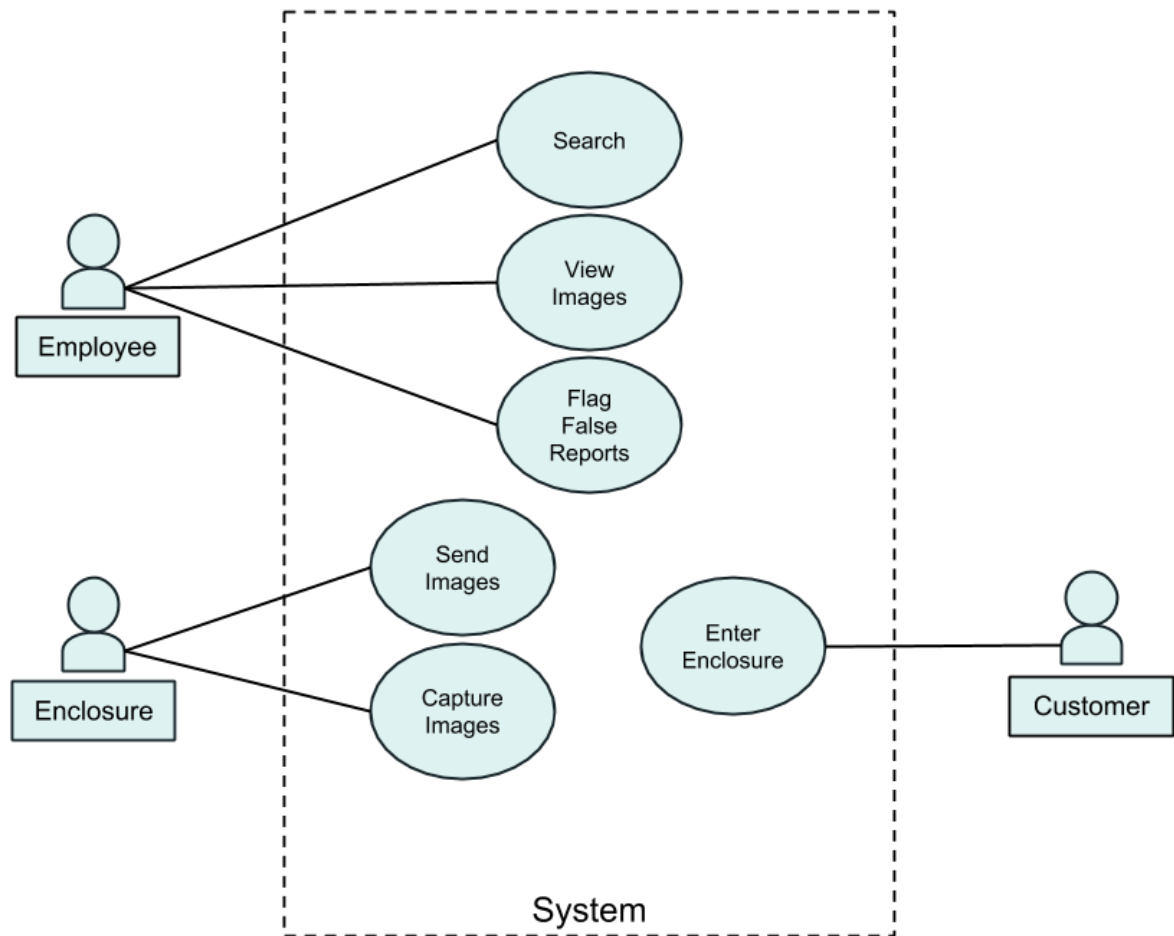 Search
View
Images
Employee
Flag
False
Reports
Send
Images
Enter
Enclosure
Enclosure
Capture
Images
Customer
System